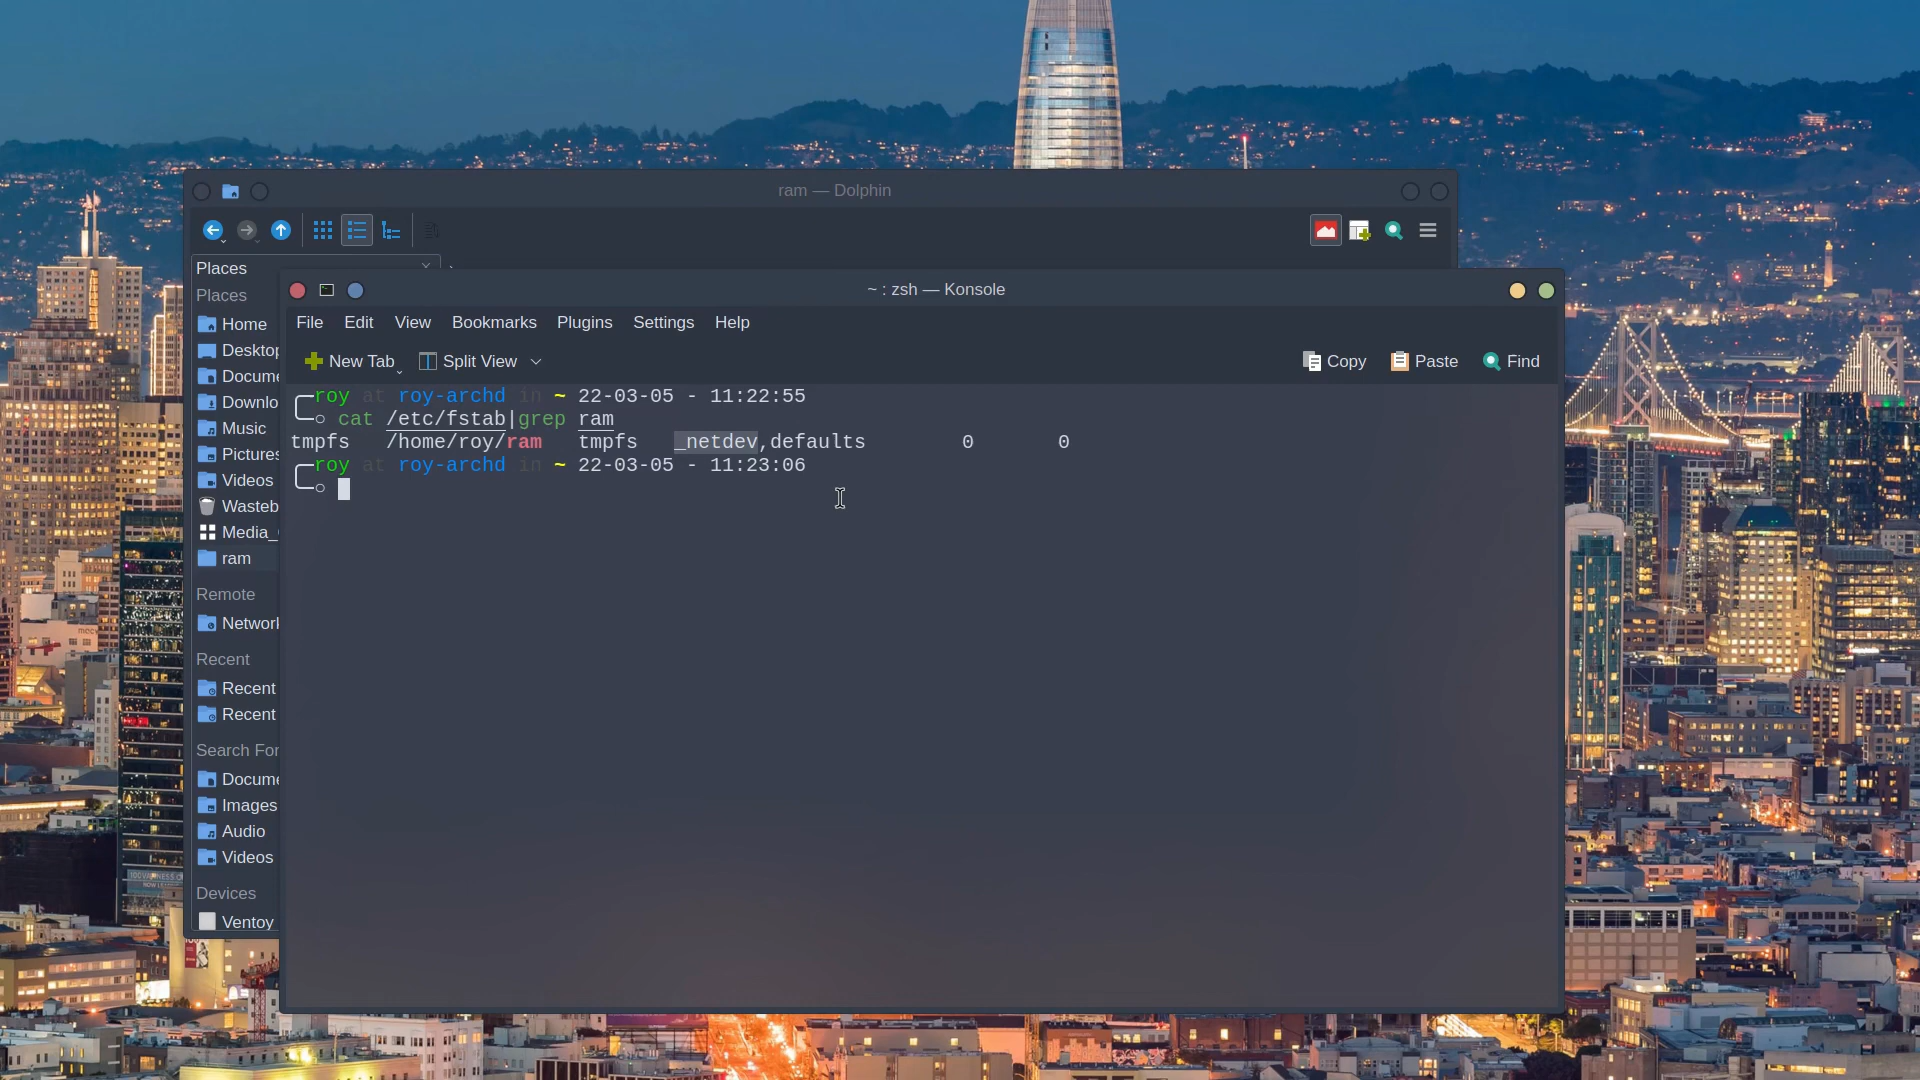 ram — Dolphin
Places
Places
Home
Desktop
Docume
Downlo
Music
Pictures
Videos
Wasteb
Media_
ram
Remote
Network
Recent
Recent
Recent
Search For
Docume
Images
Audio
Videos
Devices
Ventoy
~ : zsh — Konsole
File Edit View Bookmarks Plugins Settings Help
New Tab Split View Copy Paste Find
roy at roy-archd in ~ 22-03-05 - 11:22:55
cat /etc/fstab|grep ram
tmpfs /home/roy/ram tmpfs _netdev,defaults 0 0
roy at roy-archd in ~ 22-03-05 - 11:23:06